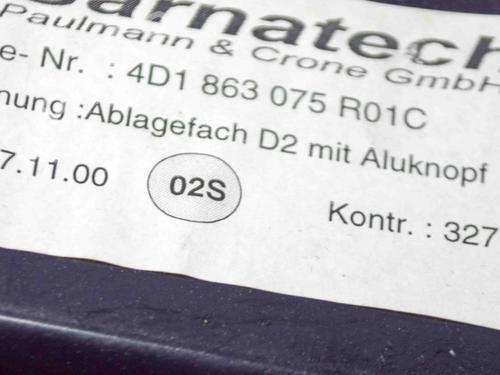 Paulmann & Crone GmbH
e- Nr. : 4D1 863 075 R01C
nung :Ablagefach D2 mit Aluknopf
7.11.00
02S
Kontr. : 327